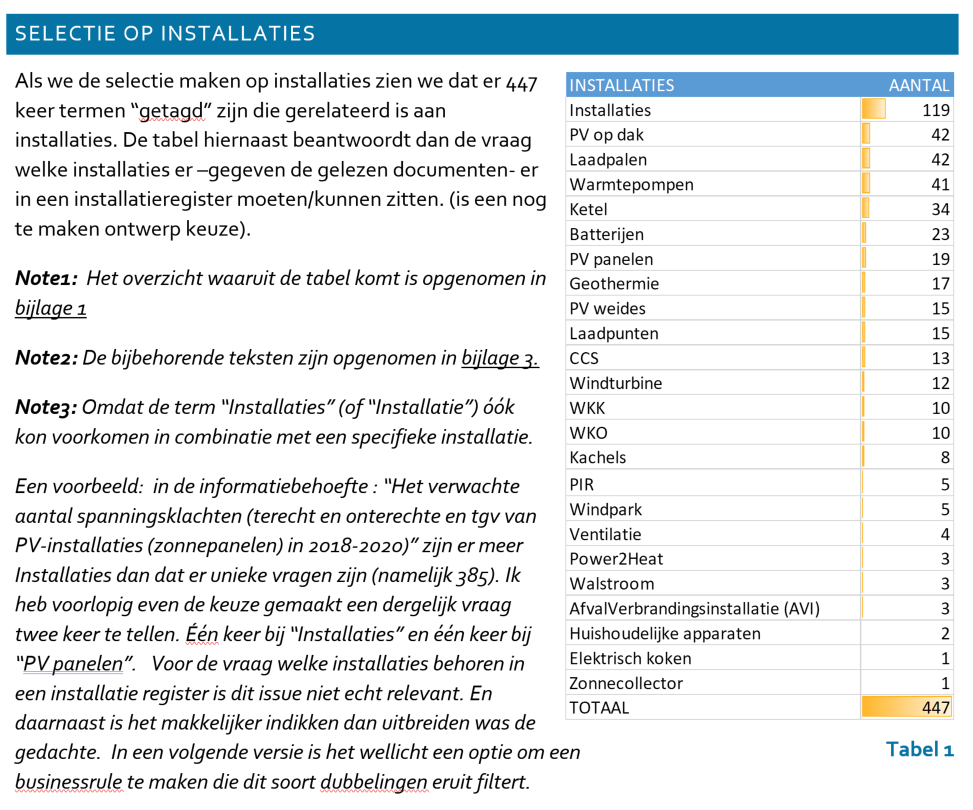 SELECTIE OP INSTALLATIES
Als we de selectie maken op installaties zien we dat er 447
keer termen “getagd” zijn die gerelateerd is aan
installaties. De tabel hiernaast beantwoordt dan de vraag
welke installaties er –gegeven de gelezen documenten- er
in een installatieregister moeten/kunnen zitten. (is een nog
te maken ontwerp keuze).
Note1: Het overzicht waaruit de tabel komt is opgenomen in
bijlage 1
Note2: De bijbehorende teksten zijn opgenomen in bijlage 3.
Note3: Omdat de term “Installaties” (of “Installatie”) óók
kon voorkomen in combinatie met een specifieke installatie.
Een voorbeeld: in de informatiebehoefte : “Het verwachte
aantal spanningsklachten (terecht en onterechte en tgv van
PV-installaties (zonnepanelen) in 2018-2020)” zijn er meer
Installaties dan dat er unieke vragen zijn (namelijk 385). Ik
heb voorlopig even de keuze gemaakt een dergelijk vraag
twee keer te tellen. Één keer bij “Installaties” en één keer bij
“PV panelen”. Voor de vraag welke installaties behoren in
een installatie register is dit issue niet echt relevant. En
daarnaast is het makkelijker indikken dan uitbreiden was de
gedachte. In een volgende versie is het wellicht een optie om een
businessrule te maken die dit soort dubbelingen eruit filtert.
INSTALLATIES AANTAL
Installaties 119
PV op dak 42
Laadpalen 42
Warmtepompen 41
Ketel 34
Batterijen 23
PV panelen 19
Geothermie 17
PV weides 15
Laadpunten 15
CCS 13
Windturbine 12
WKK 10
WKO 10
Kachels 8
PIR 5
Windpark 5
Ventilatie 4
Power2Heat 3
Walstroom 3
AfvalVerbrandingsinstallatie (AVI) 3
Huishoudelijke apparaten 2
Elektrisch koken 1
Zonnecollector 1
TOTAAL 447
Tabel 1